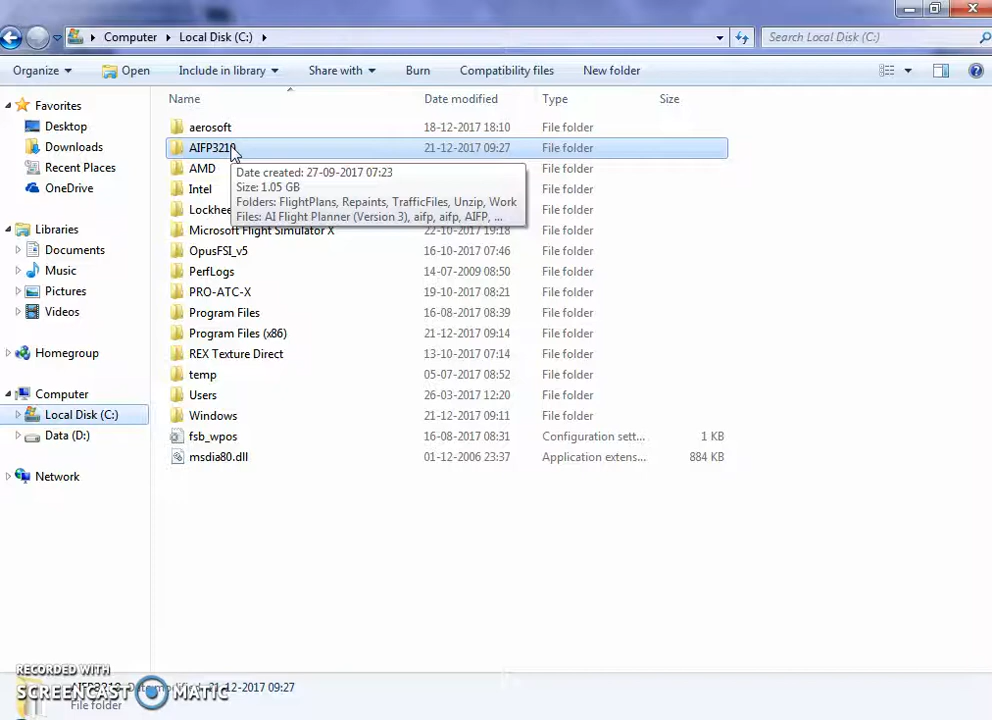 Computer Local Disk (C:) Search Local Disk (C:)
Organize Open Include in library Share with Burn Compatibility files New folder
Name Date modified Type Size
Favorites
Desktop
Downloads
Recent Places
OneDrive
Libraries
Documents
Music
Pictures
Videos
Homegroup
Computer
Local Disk (C:)
Data (D:)
Network
aerosoft 18-12-2017 18:10 File folder
AIFP3210 21-12-2017 09:27 File folder
AMD
Date created: 27-09-2017 07:23
Size: 1.05 GB
Folders: FlightPlans, Repaints, TrafficFiles, Unzip, Work
Files: AI Flight Planner (Version 3), aifp, aifp, AIFP, ...
File folder
Intel File folder
File folder
Microsoft Flight Simulator X 22-10-2017 19:18 File folder
OpusFSI_v5 16-10-2017 07:46 File folder
PerfLogs 14-07-2009 08:50 File folder
PRO-ATC-X 19-10-2017 08:21 File folder
Program Files 16-08-2017 08:39 File folder
Program Files (x86) 21-12-2017 09:14 File folder
REX Texture Direct 13-10-2017 07:14 File folder
temp 05-07-2017 08:52 File folder
Users 26-03-2017 12:20 File folder
Windows 21-12-2017 09:11 File folder
fsb_wpos 16-08-2017 08:31 Configuration sett... 1 KB
msdia80.dll 01-12-2006 23:37 Application extens... 884 KB
RECORDED WITH
SCREENCAST MATIC
21-12-2017 09:27
File folder